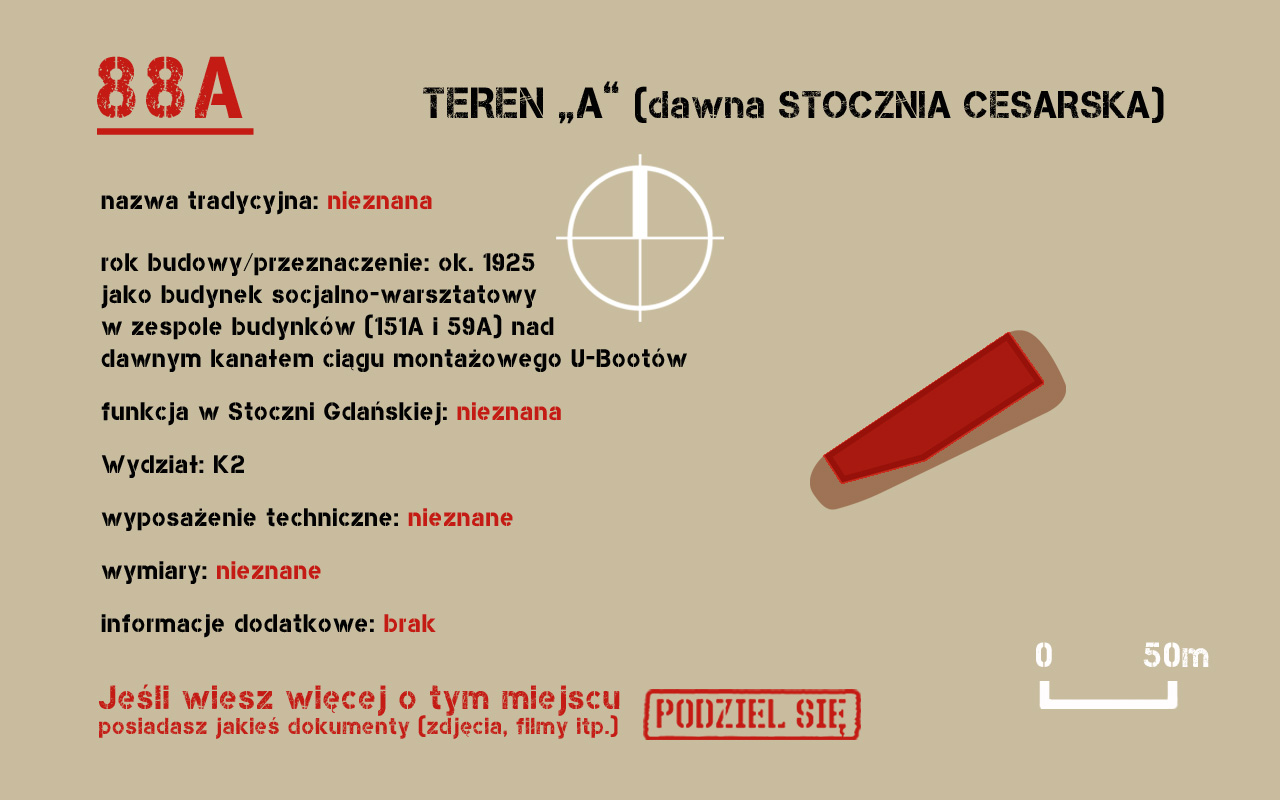 88A
TEREN „A“ (dawna STOCZNIA CESARSKA)
nazwa tradycyjna: nieznana
rok budowy/przeznaczenie: ok. 1925
jako budynek socjalno-warsztatowy
w zespole budynków (151A i 59A) nad
dawnym kanałem ciągu montażowego U-Bootów
funkcja w Stoczni Gdańskiej: nieznana
Wydział: K2
wyposażenie techniczne: nieznane
wymiary: nieznane
informacje dodatkowe: brak
0 50m
Jeśli wiesz więcej o tym miejscu
posiadasz jakieś dokumenty (zdjęcia, filmy itp.)
PODZIEL SIĘ